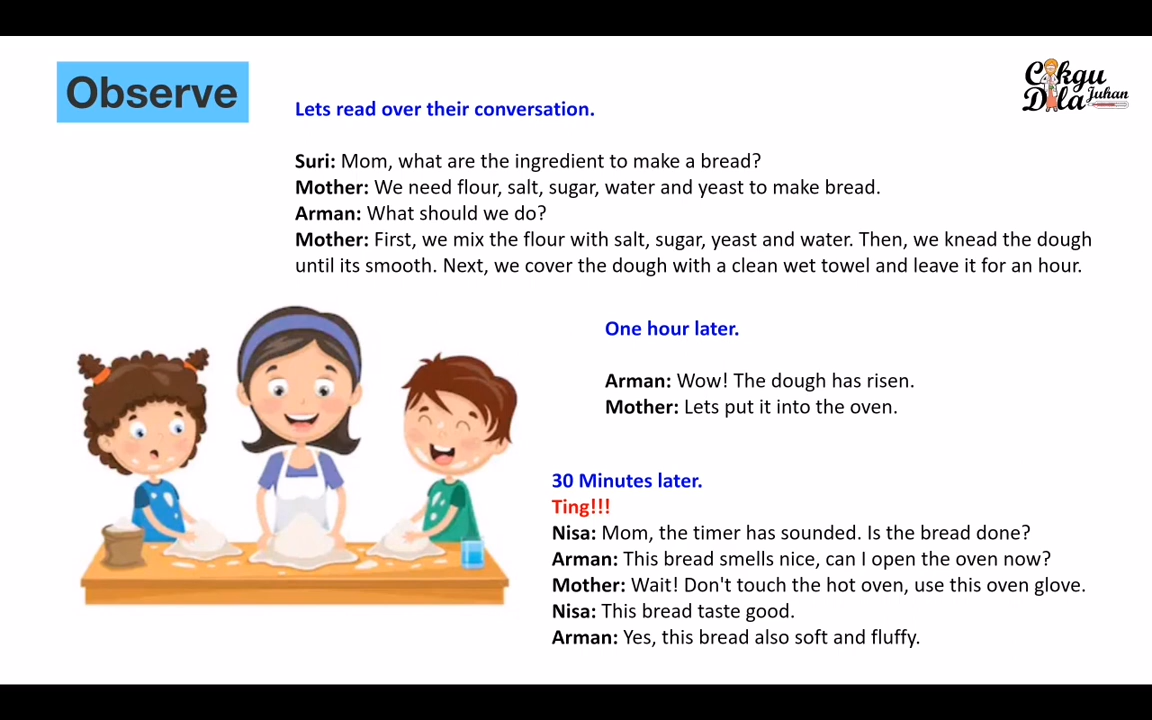 Observe
Cikgu
Dila Juhan
Lets read over their conversation.
Suri: Mom, what are the ingredient to make a bread?
Mother: We need flour, salt, sugar, water and yeast to make bread.
Arman: What should we do?
Mother: First, we mix the flour with salt, sugar, yeast and water. Then, we knead the dough
until its smooth. Next, we cover the dough with a clean wet towel and leave it for an hour.
One hour later.
Arman: Wow! The dough has risen.
Mother: Lets put it into the oven.
30 Minutes later.
Ting!!!
Nisa: Mom, the timer has sounded. Is the bread done?
Arman: This bread smells nice, can I open the oven now?
Mother: Wait! Don't touch the hot oven, use this oven glove.
Nisa: This bread taste good.
Arman: Yes, this bread also soft and fluffy.